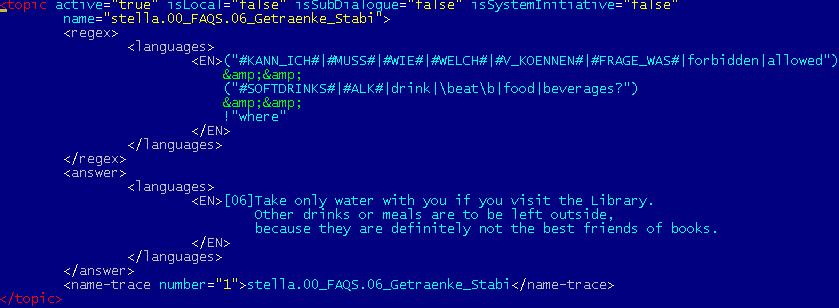 <topic active="true" isLocal="false" isSubDialogue="false" isSystemInitiative="false"
name="stella.00_FAQS.06_Getraenke_Stabi">
<regex>
<languages>
<EN>("#KANN_ICH#|#MUSS#|#WIE#|#WELCH#|#V_KOENNEN#|#FRAGE_WAS#|forbidden|allowed")
&amp;&amp;
("#SOFTDRINKS#|#ALK#|drink|\beat\b|food|beverages?")
&amp;&amp;
!"where"
</EN>
</languages>
</regex>
<answer>
<languages>
<EN>[06]Take only water with you if you visit the Library.
Other drinks or meals are to be left outside,
because they are definitely not the best friends of books.
</EN>
</languages>
</answer>
<name-trace number="1">stella.00_FAQS.06_Getraenke_Stabi</name-trace>
</topic>